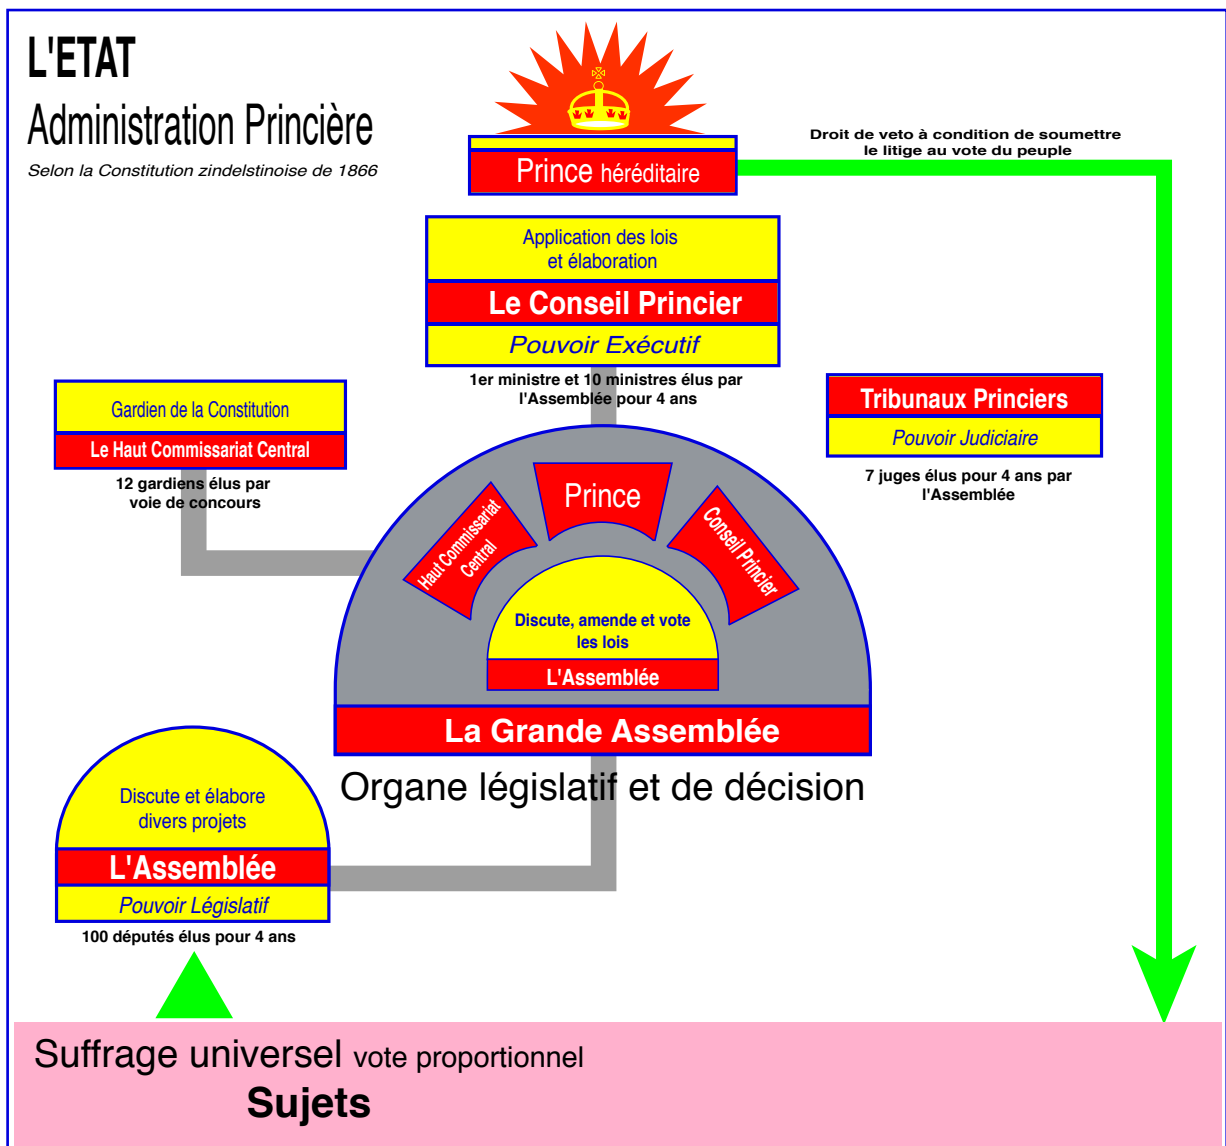 L'ETAT
Administration Princière
Selon la Constitution zindelstinoise de 1866
Prince héréditaire
Droit de veto à condition de soumettre
le litige au vote du peuple
Application des lois
et élaboration
Le Conseil Princier
Pouvoir Exécutif
1er ministre et 10 ministres élus par
l'Assemblée pour 4 ans
Gardien de la Constitution
Le Haut Commissariat Central
12 gardiens élus par
voie de concours
Tribunaux Princiers
Pouvoir Judiciaire
7 juges élus pour 4 ans par
l'Assemblée
Haut Commissariat
Central
Prince
Conseil Princier
Discute, amende et vote
les lois
L'Assemblée
La Grande Assemblée
Organe législatif et de décision
Discute et élabore
divers projets
L'Assemblée
Pouvoir Législatif
100 députés élus pour 4 ans
Suffrage universel vote proportionnel
Sujets